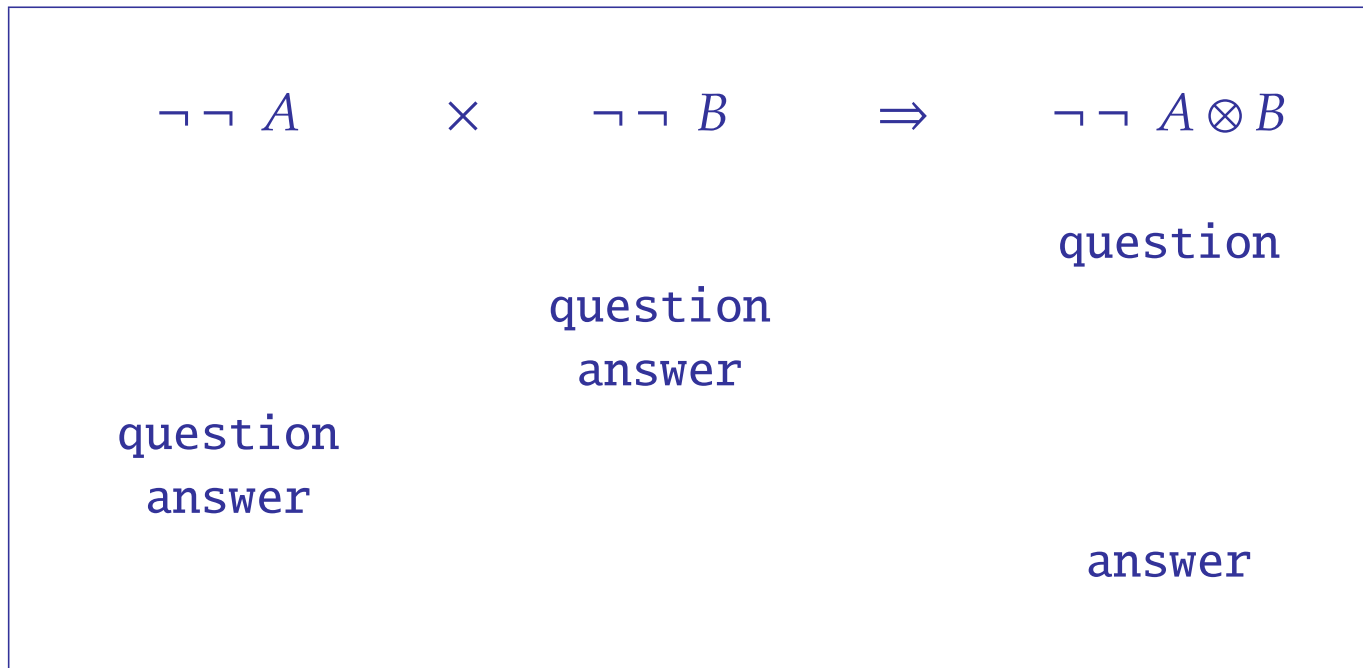 ¬¬ A × ¬¬ B ⇒ ¬¬ A ⊗ B
question
question
answer
question
answer
answer